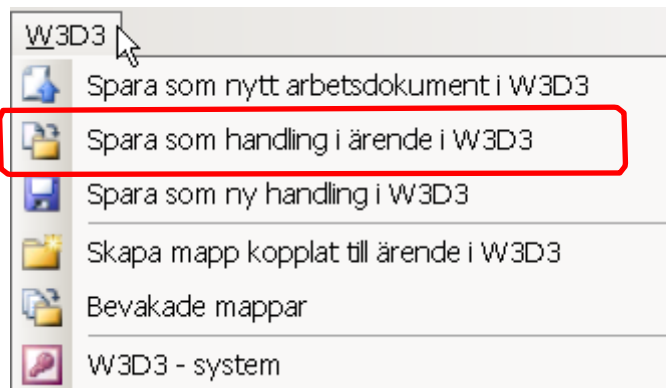 W3D3
Spara som nytt arbetsdokument i W3D3
Spara som handling i ärende i W3D3
Spara som ny handling i W3D3
Skapa mapp kopplat till ärende i W3D3
Bevakade mappar
W3D3 - system